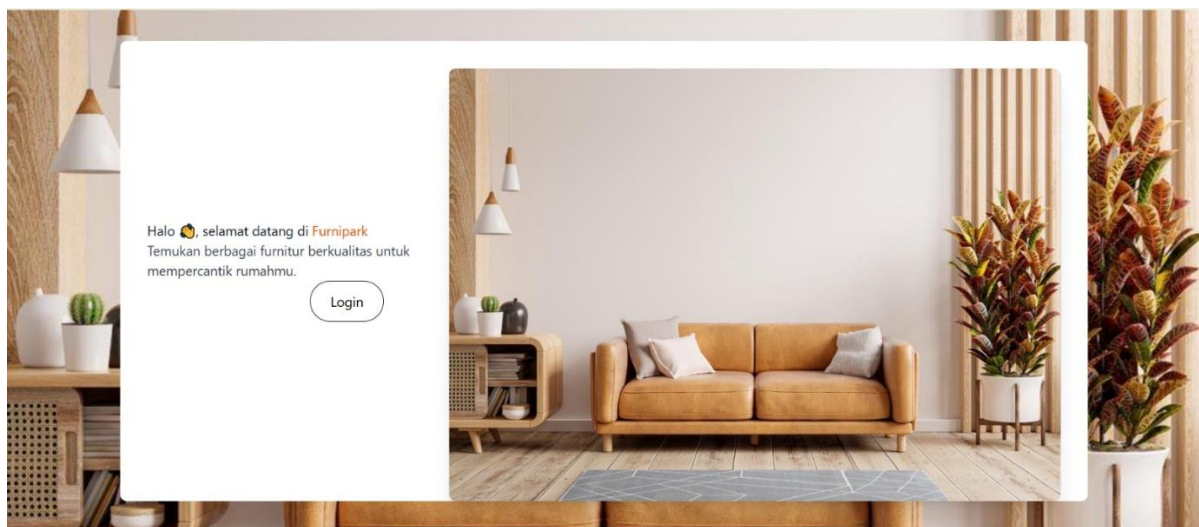 Halo 👋, selamat datang di Furnipark
Temukan berbagai furnitur berkualitas untuk
mempercantik rumahmu.
Login